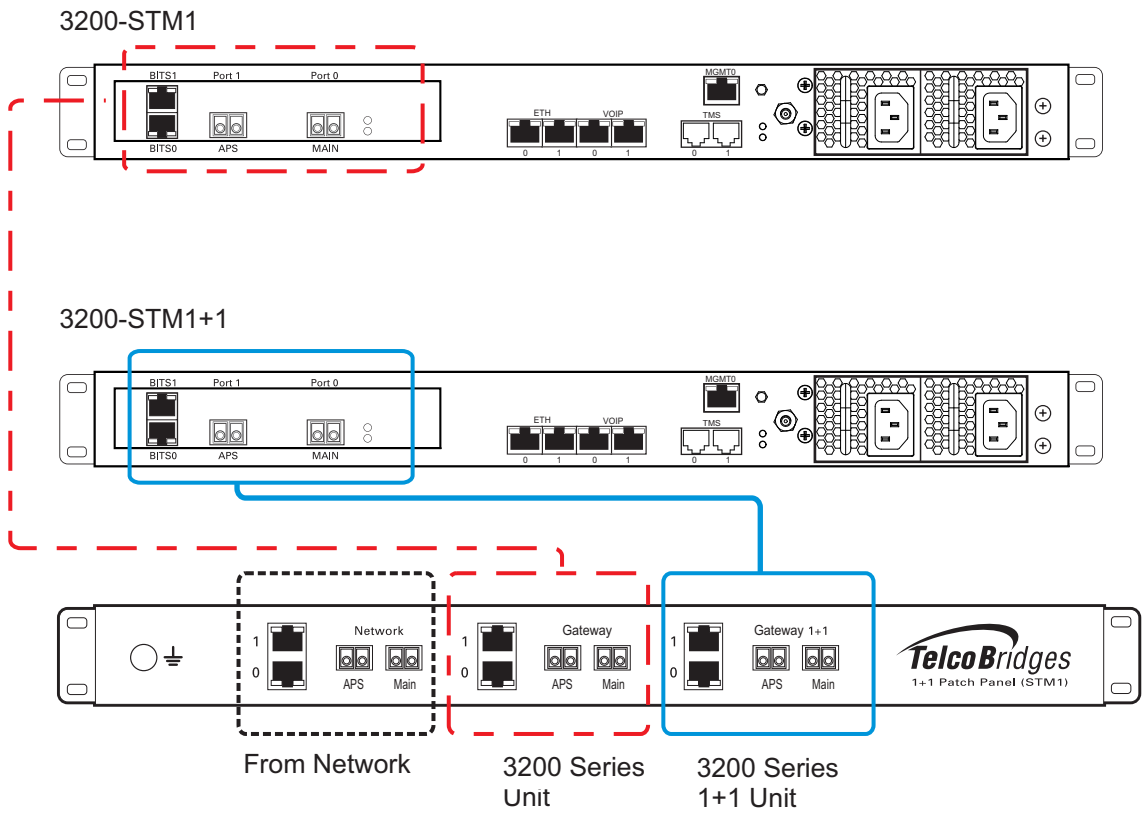 3200-STM1
BITS1 Port 1 Port 0
MGMT0
ETH VOIP TMS
BITS0 APS MAIN
0 1 0 1 0 1
3200-STM1+1
BITS1 Port 1 Port 0
MGMT0
ETH VOIP TMS
BITS0 APS MAIN
0 1 0 1 0 1
1 Network 1 Gateway 1 Gateway 1+1
TelcoBridges
0 APS Main 0 APS Main 0 APS Main
1+1 Patch Panel (STM1)
From Network
3200 Series
Unit
3200 Series
1+1 Unit